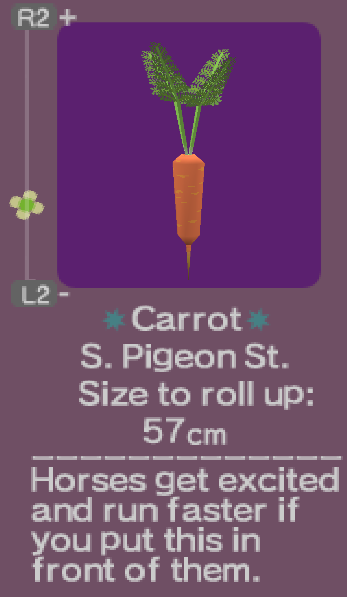 R2 +
L2 -
Carrot
S. Pigeon St.
Size to roll up:
57cm
Horses get excited
and run faster if
you put this in
front of them.